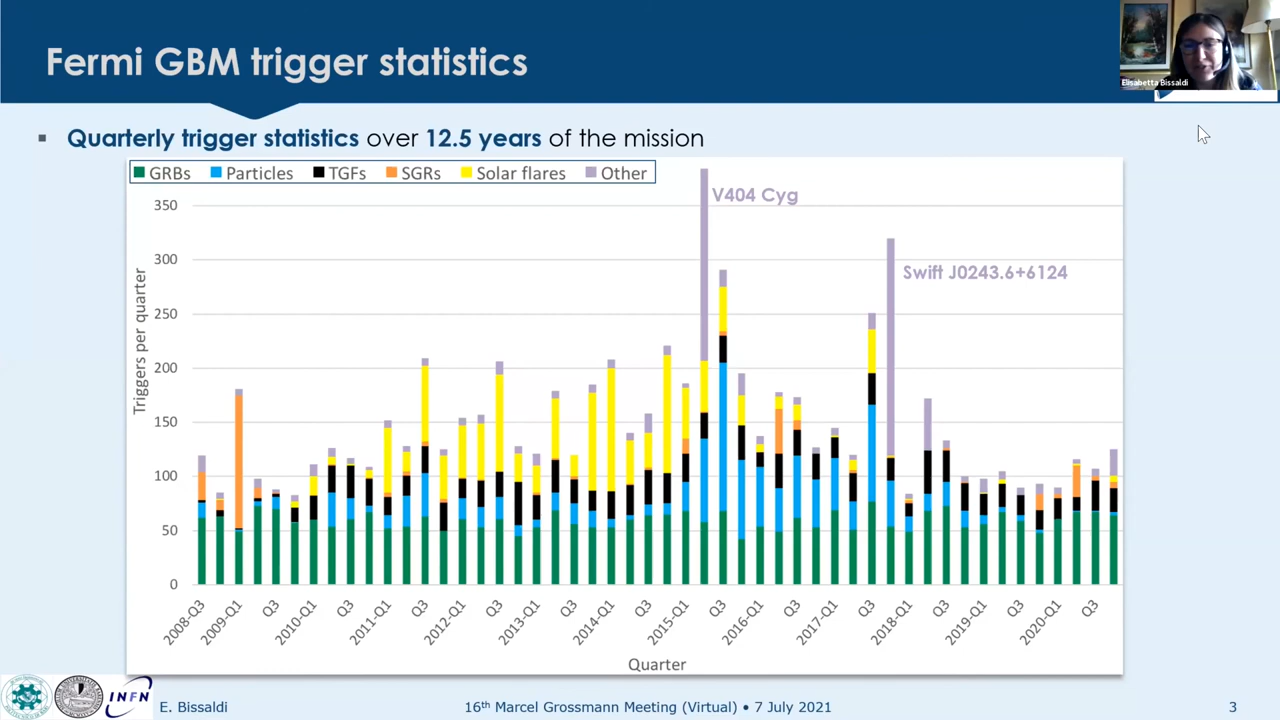 Fermi GBM trigger statistics
Elisabetta Bissaldi
Quarterly trigger statistics over 12.5 years of the mission
GRBs Particles TGFs SGRs Solar flares Other
V404 Cyg
Swift J0243.6+6124
Triggers per quarter
350
300
250
200
150
100
50
0
2008-Q3 2009-Q1 Q3 2010-Q1 Q3 2011-Q1 Q3 2012-Q1 Q3 2013-Q1 Q3 2014-Q1 Q3 2015-Q1 Q3 2016-Q1 Q3 2017-Q1 Q3 2018-Q1 Q3 2019-Q1 Q3 2020-Q1 Q3
Quarter
INFN
E. Bissaldi
16th Marcel Grossmann Meeting (Virtual) • 7 July 2021
3